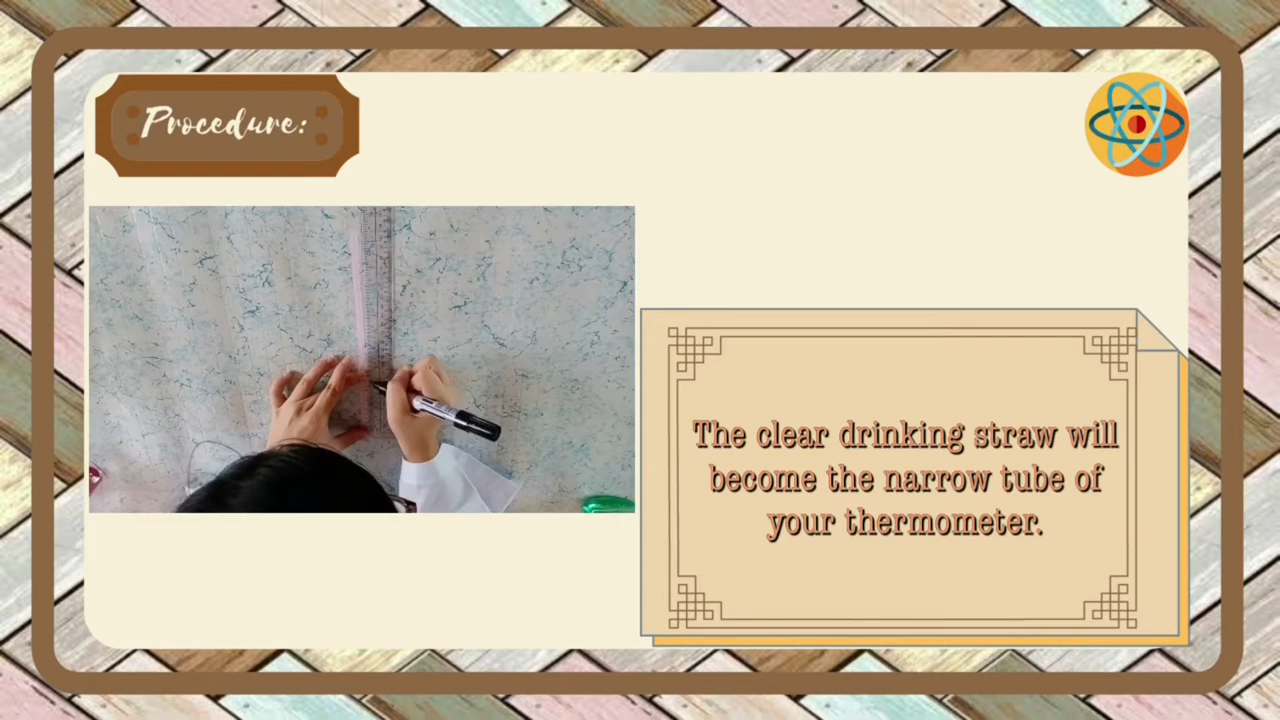 Procedure:
The clear drinking straw will
become the narrow tube of
your thermometer.